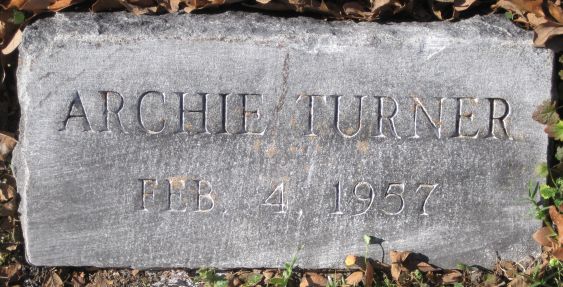 ARCHIE TURNER
FEB. 4, 1957